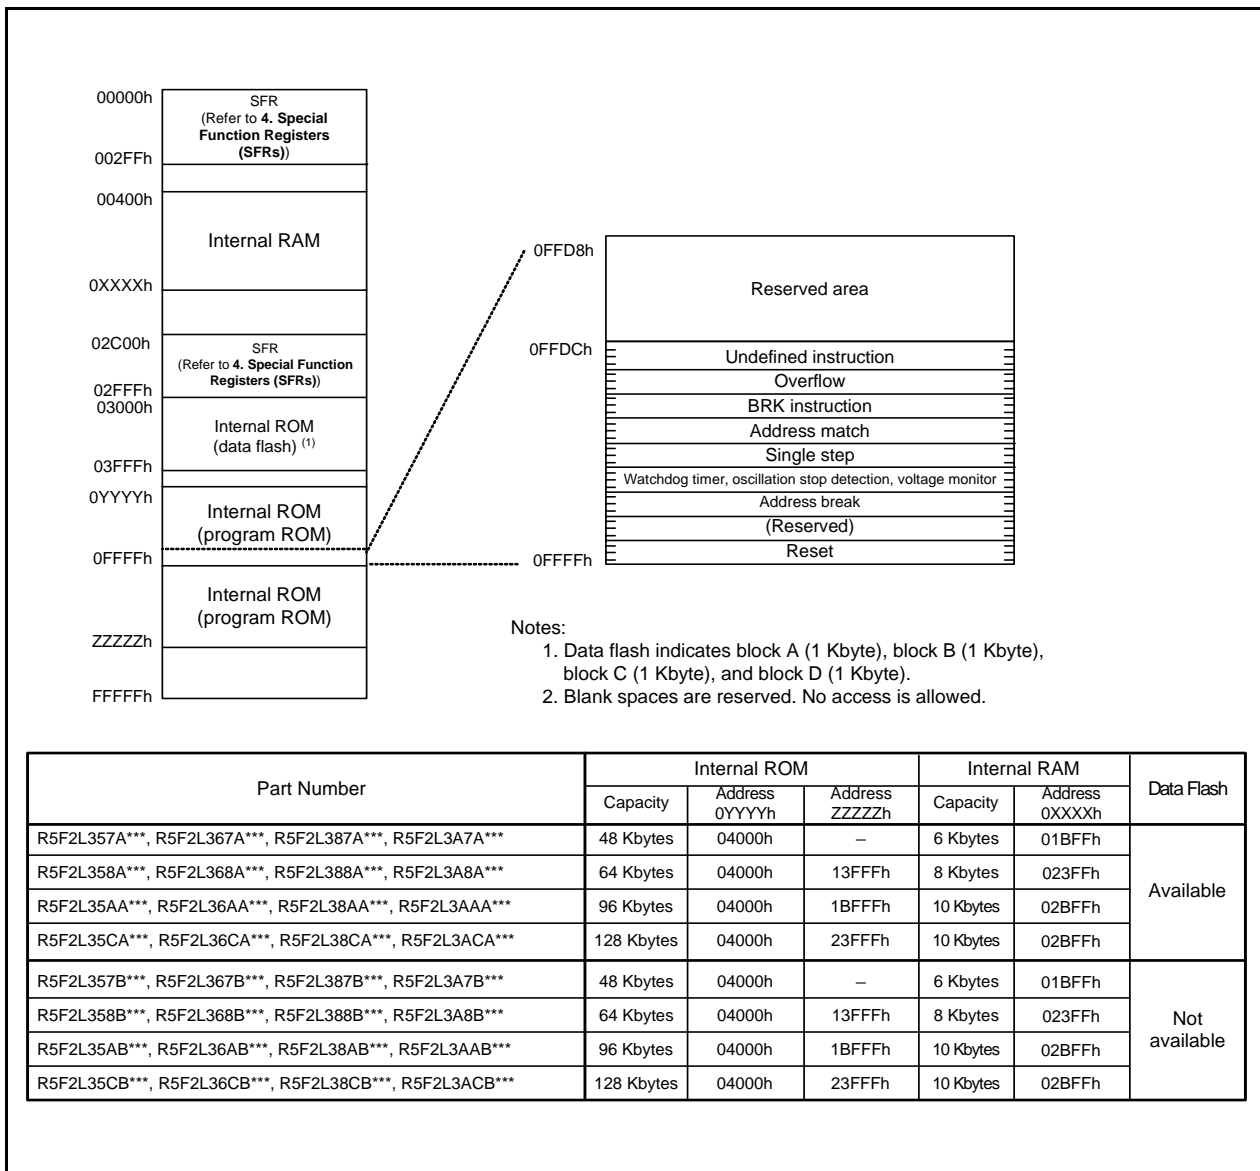 00000h
SFR
(Refer to 4. Special
Function Registers
(SFRs))
002FFh
00400h
Internal RAM
0XXXXh
02C00h
SFR
(Refer to 4. Special Function
Registers (SFRs))
02FFFh
03000h
Internal ROM
(data flash) (1)
03FFFh
0YYYYh
Internal ROM
(program ROM)
0FFFFh
Internal ROM
(program ROM)
ZZZZZh
FFFFFh
0FFD8h
Reserved area
0FFDCh
Undefined instruction
Overflow
BRK instruction
Address match
Single step
Watchdog timer, oscillation stop detection, voltage monitor
Address break
(Reserved)
Reset
0FFFFh
Notes:
1. Data flash indicates block A (1 Kbyte), block B (1 Kbyte),
block C (1 Kbyte), and block D (1 Kbyte).
2. Blank spaces are reserved. No access is allowed.
Part Number Internal ROM Internal RAM Data Flash
Capacity Address 0YYYYh Address ZZZZZh Capacity Address 0XXXXh
R5F2L357A***, R5F2L367A***, R5F2L387A***, R5F2L3A7A*** 48 Kbytes 04000h – 6 Kbytes 01BFFh
R5F2L358A***, R5F2L368A***, R5F2L388A***, R5F2L3A8A*** 64 Kbytes 04000h 13FFFh 8 Kbytes 023FFh
Available
R5F2L35AA***, R5F2L36AA***, R5F2L38AA***, R5F2L3AAA*** 96 Kbytes 04000h 1BFFFh 10 Kbytes 02BFFh
R5F2L35CA***, R5F2L36CA***, R5F2L38CA***, R5F2L3ACA*** 128 Kbytes 04000h 23FFFh 10 Kbytes 02BFFh
R5F2L357B***, R5F2L367B***, R5F2L387B***, R5F2L3A7B*** 48 Kbytes 04000h – 6 Kbytes 01BFFh
R5F2L358B***, R5F2L368B***, R5F2L388B***, R5F2L3A8B*** 64 Kbytes 04000h 13FFFh 8 Kbytes 023FFh
Not
available
R5F2L35AB***, R5F2L36AB***, R5F2L38AB***, R5F2L3AAB*** 96 Kbytes 04000h 1BFFFh 10 Kbytes 02BFFh
R5F2L35CB***, R5F2L36CB***, R5F2L38CB***, R5F2L3ACB*** 128 Kbytes 04000h 23FFFh 10 Kbytes 02BFFh